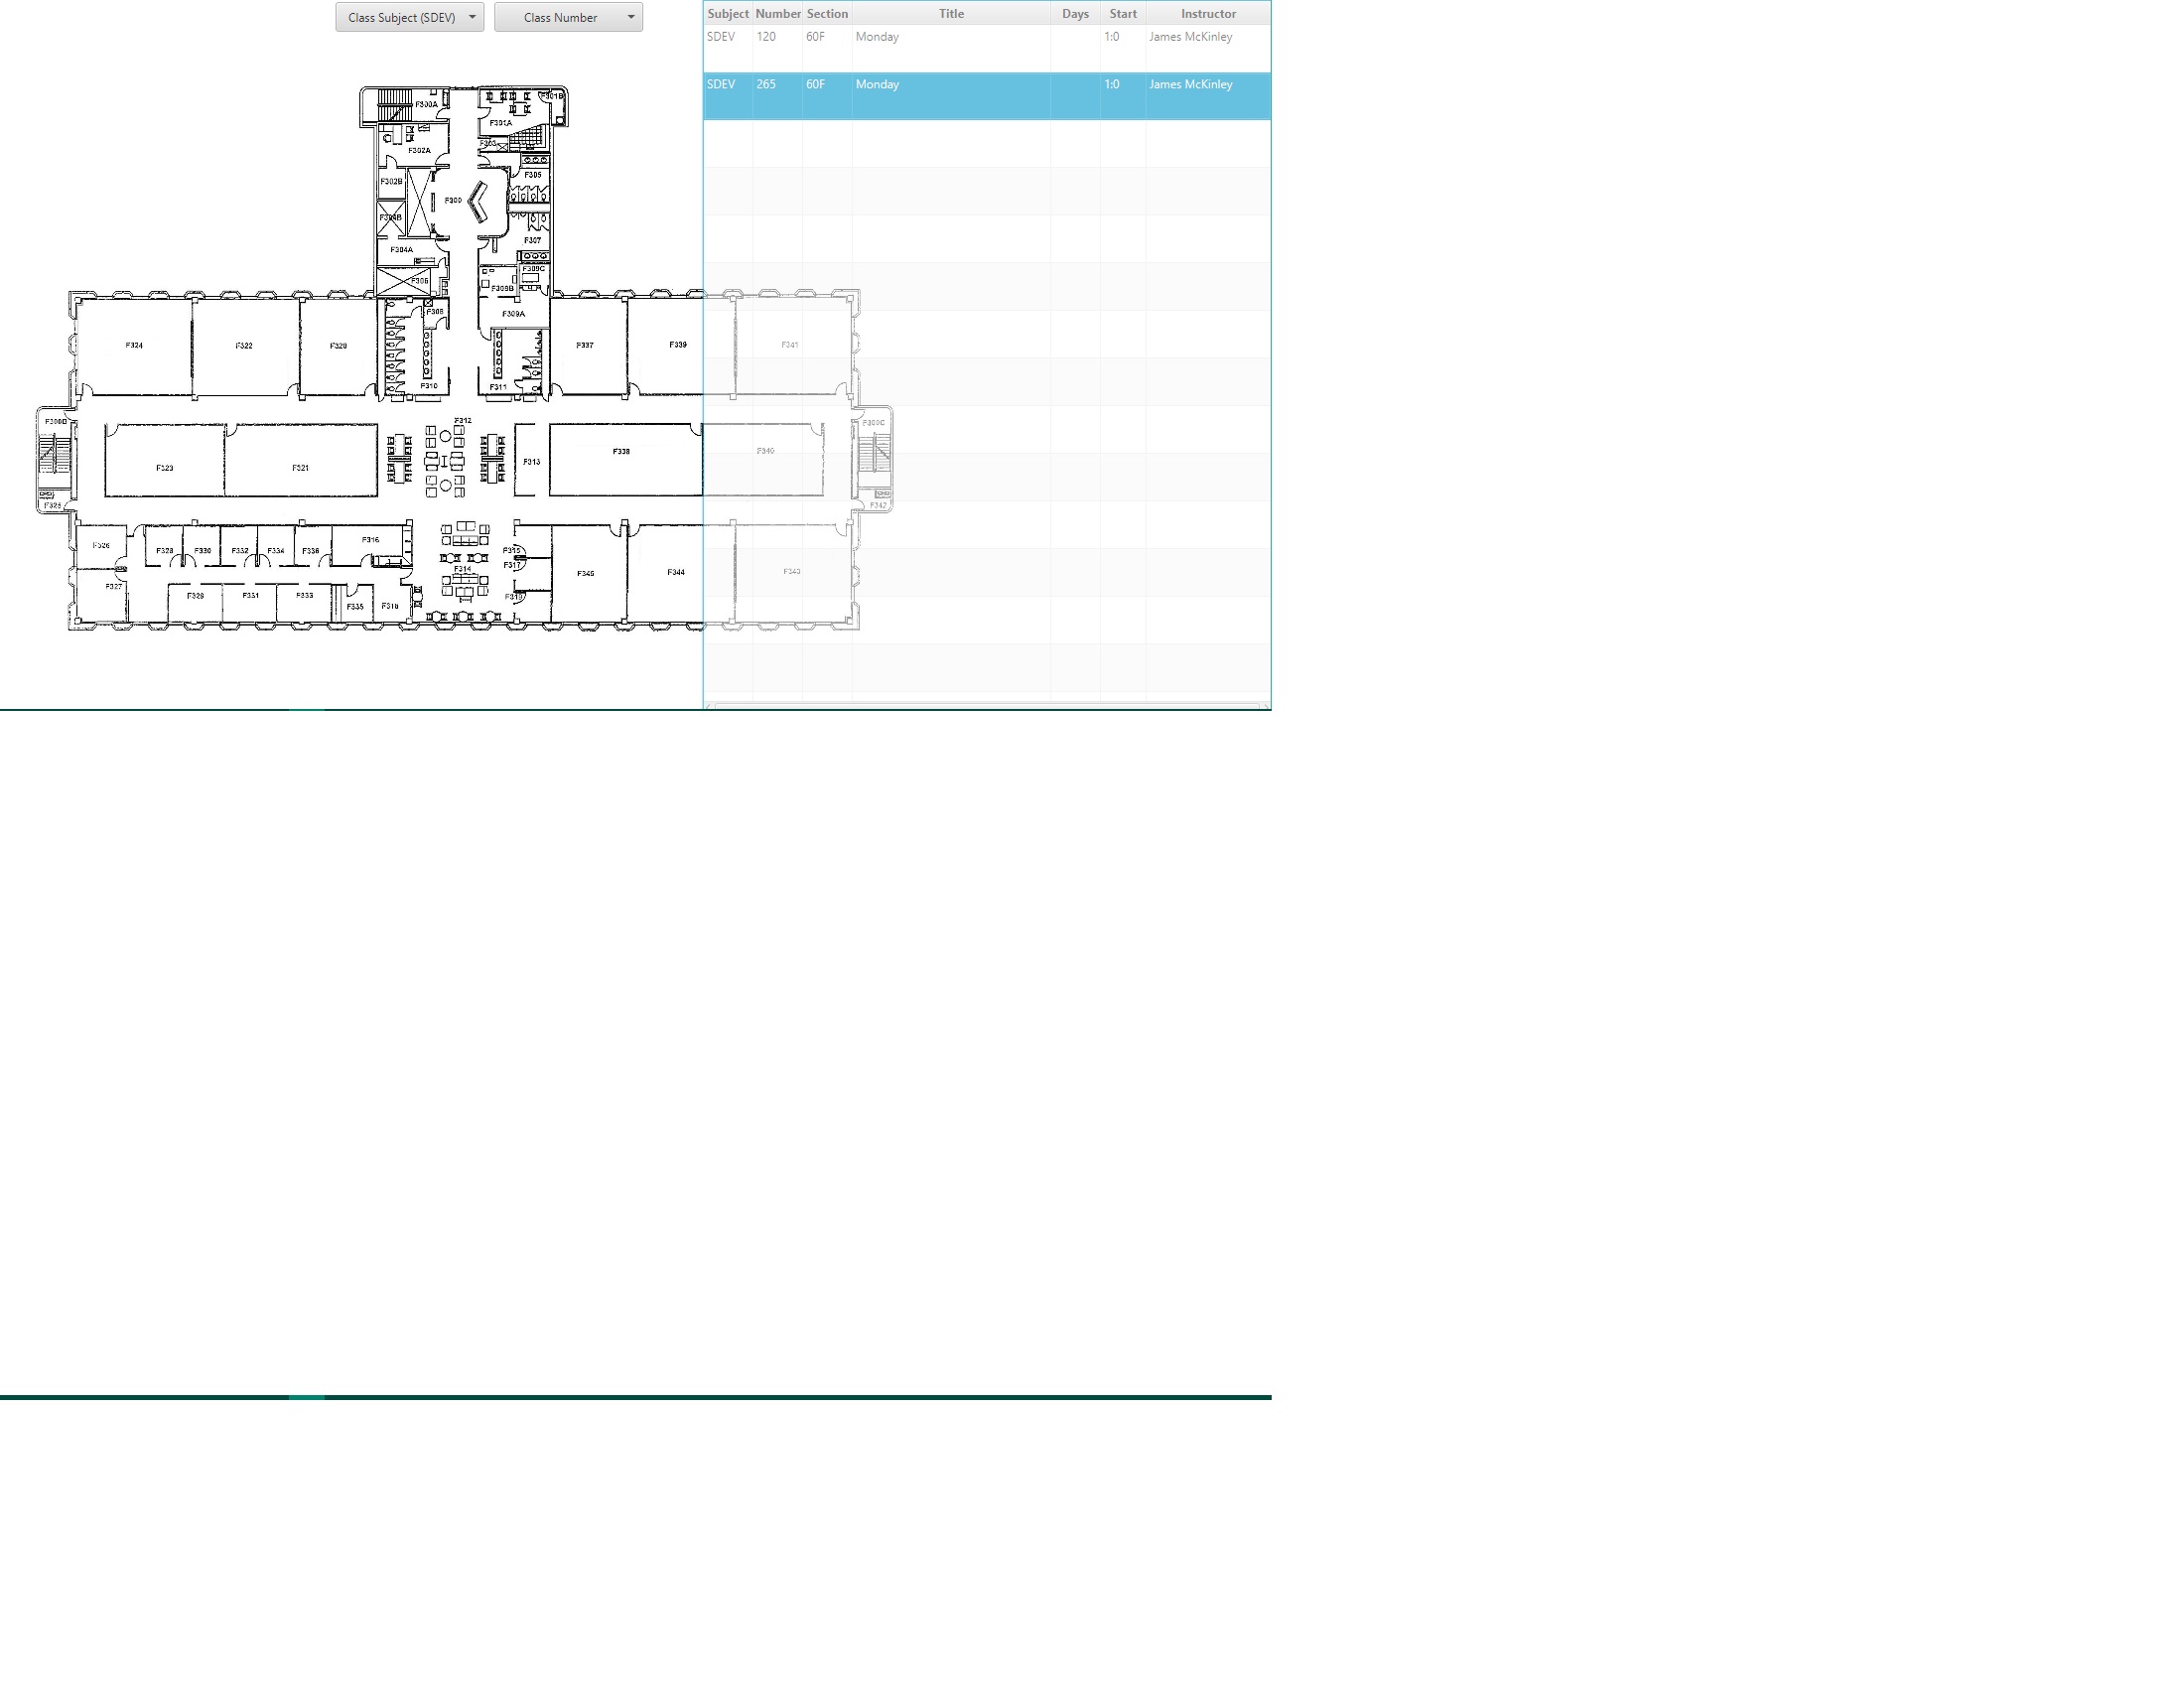 Class Subject (SDEV) Class Number
Subject Number Section Title Days Start Instructor
SDEV 120 60F Monday 1:0 James McKinley
SDEV 265 60F Monday 1:0 James McKinley
F300A
F301B
F301A
F302A
F302B
F305
F300
F304B
F307
F304A
F309C
F306
F309B
F308
F309A
F324 F322 F320 F337 F339 F341
F310 F311
F312
F300C
F323 F321 F313 F338 F340
F325 F342
F326 F328 F330 F332 F334 F336 F316 F315
F317
F314
F327 F345 F344 F343
F331 F333 F335 F318 F319